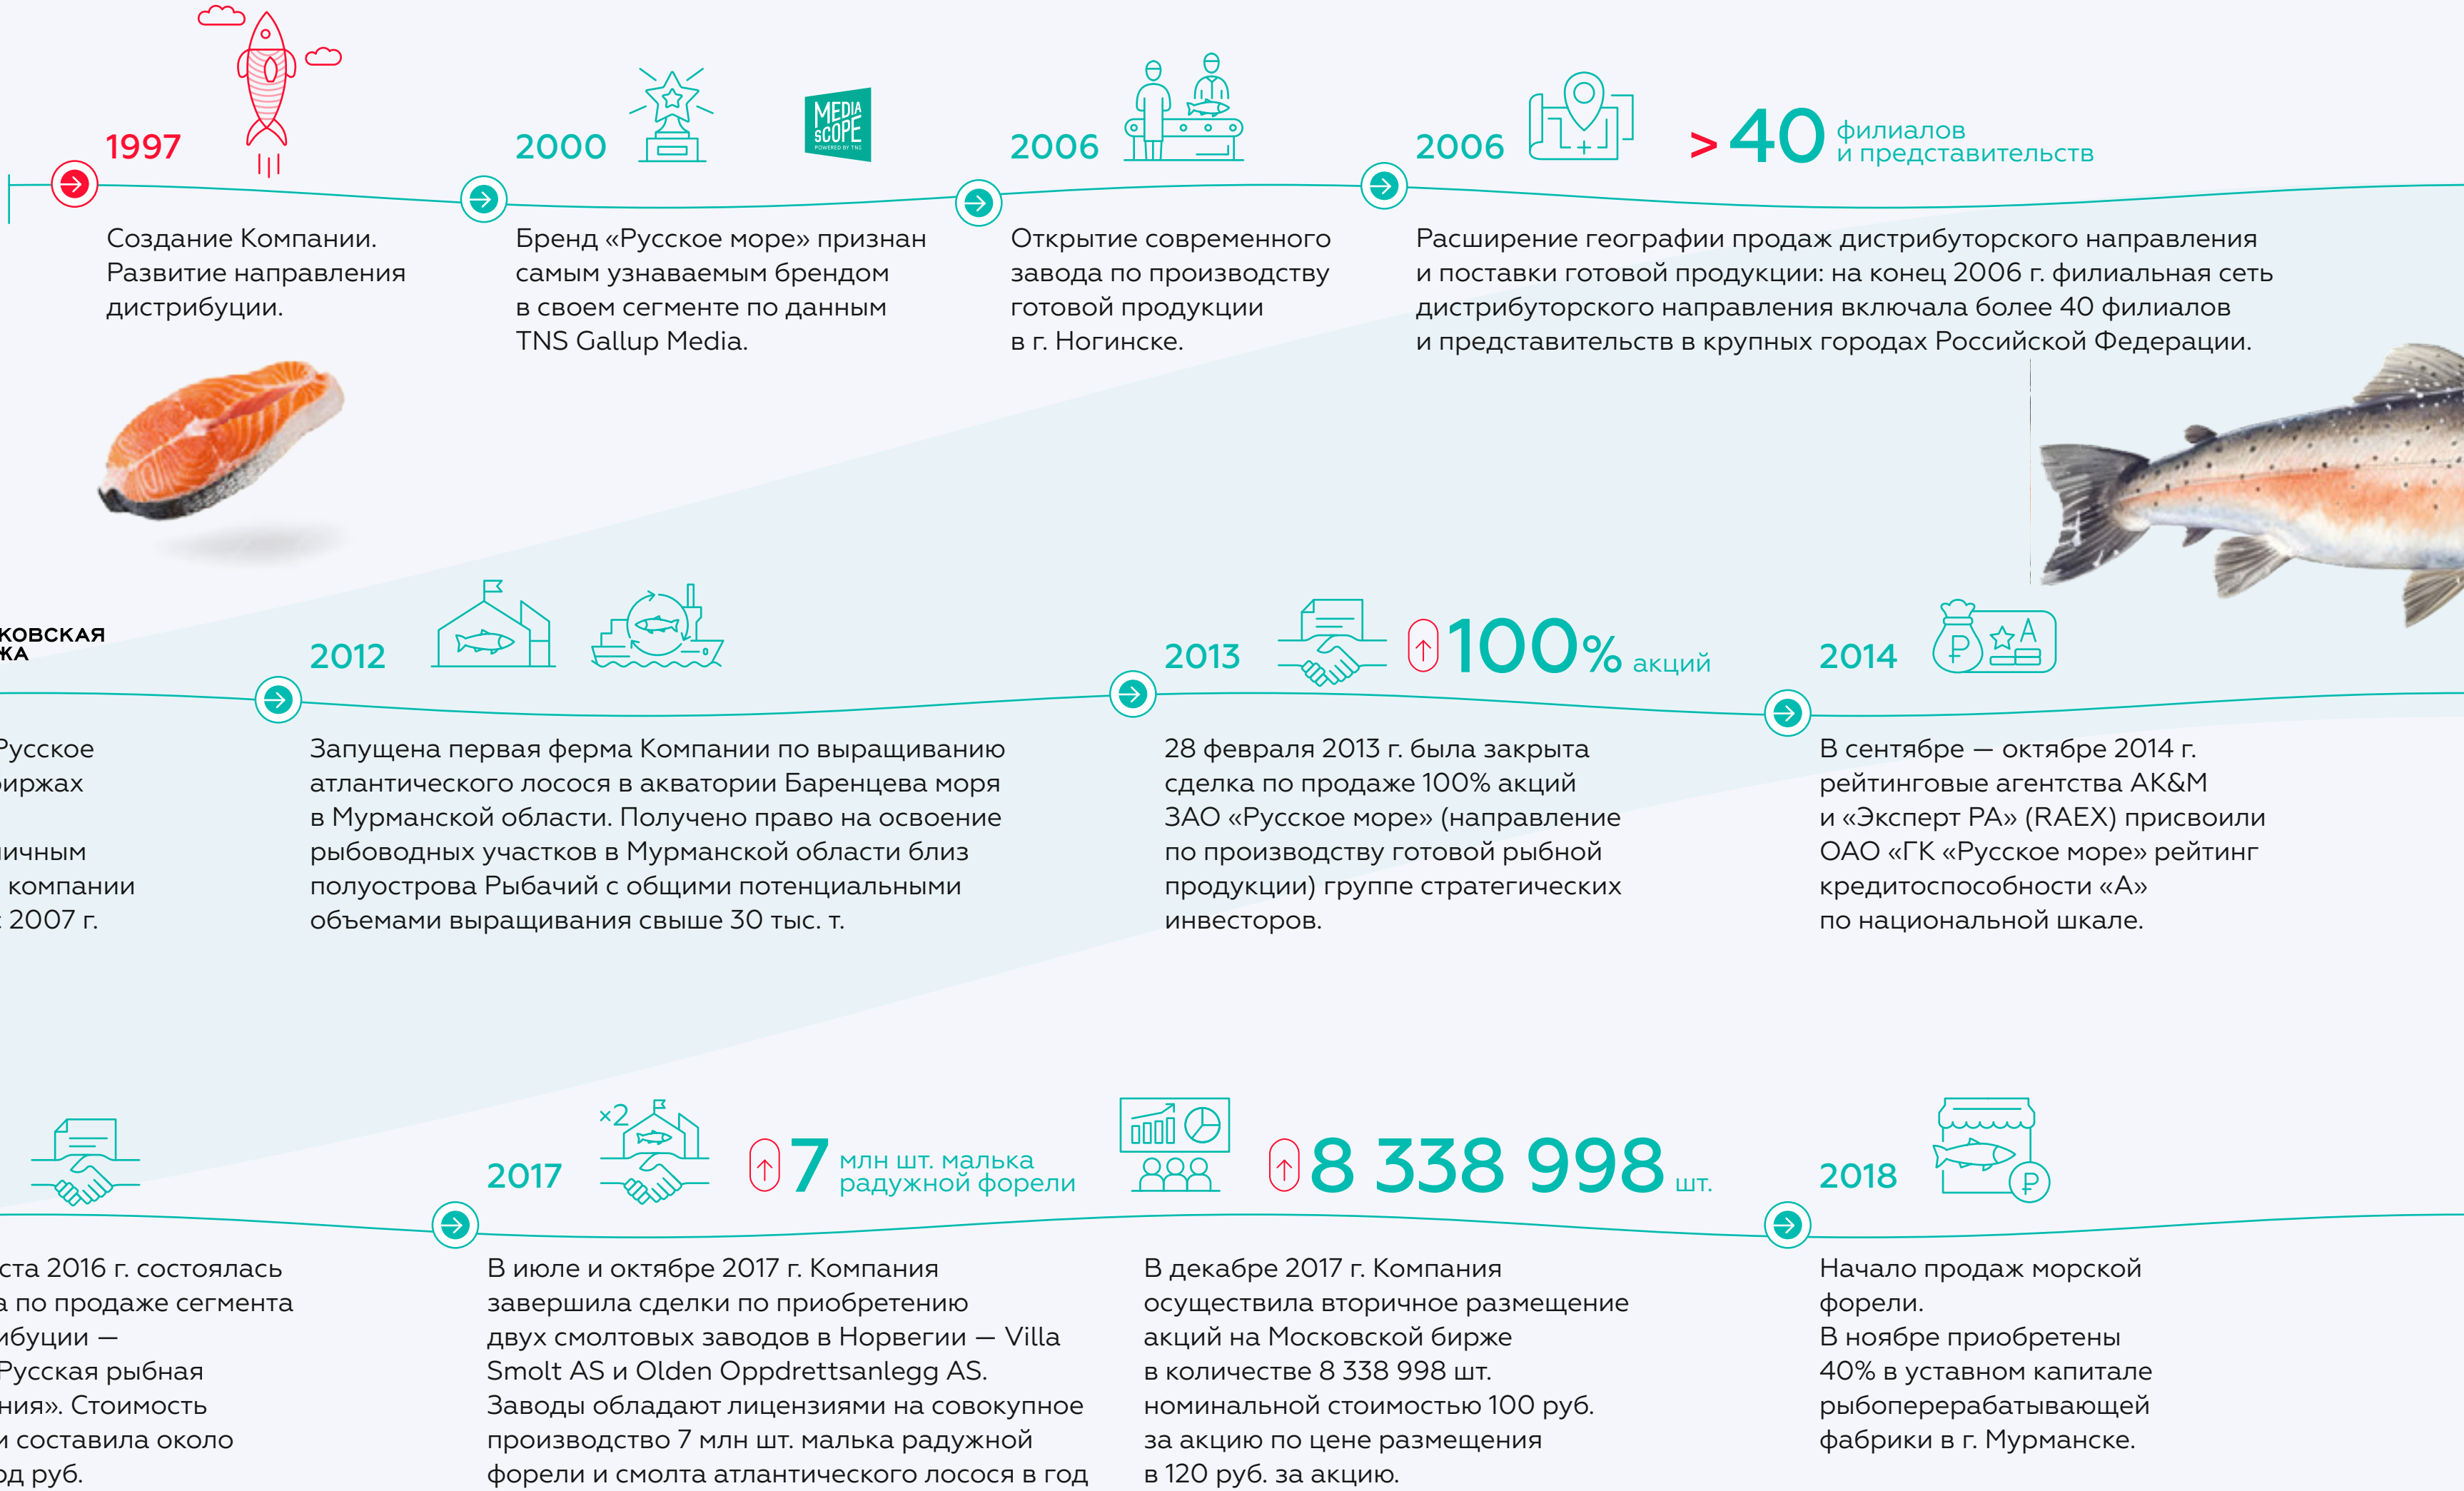 1997
2000
MEDIA
SCOPE
POWERED BY TNS
2006
2006
> 40 филиалов
и представительств
Создание Компании.
Развитие направления
дистрибуции.
Бренд «Русское море» признан
самым узнаваемым брендом
в своем сегменте по данным
TNS Gallup Media.
Открытие современного
завода по производству
готовой продукции
в г. Ногинске.
Расширение географии продаж дистрибуторского направления
и поставки готовой продукции: на конец 2006 г. филиальная сеть
дистрибуторского направления включала более 40 филиалов
и представительств в крупных городах Российской Федерации.
КОВСКАЯ
ЖА
2012
2013
100% акций
2014
₽
A
Русское
иржах
ичным
компании
2007 г.
Запущена первая ферма Компании по выращиванию
атлантического лосося в акватории Баренцева моря
в Мурманской области. Получено право на освоение
рыбоводных участков в Мурманской области близ
полуострова Рыбачий с общими потенциальными
объемами выращивания свыше 30 тыс. т.
28 февраля 2013 г. была закрыта
сделка по продаже 100% акций
ЗАО «Русское море» (направление
по производству готовой рыбной
продукции) группе стратегических
инвесторов.
В сентябре — октябре 2014 г.
рейтинговые агентства AK&M
и «Эксперт РА» (RAEX) присвоили
ОАО «ГК «Русское море» рейтинг
кредитоспособности «А»
по национальной шкале.
2017
×2
7 млн шт. малька
радужной форели
8 338 998 шт.
2018
₽
ста 2016 г. состоялась
а по продаже сегмента
ибуции —
Русская рыбная
ния». Стоимость
и составила около
рд руб.
В июле и октябре 2017 г. Компания
завершила сделки по приобретению
двух смолтовых заводов в Норвегии — Villa
Smolt AS и Olden Oppdrettsanlegg AS.
Заводы обладают лицензиями на совокупное
производство 7 млн шт. малька радужной
форели и смолта атлантического лосося в год
В декабре 2017 г. Компания
осуществила вторичное размещение
акций на Московской бирже
в количестве 8 338 998 шт.
номинальной стоимостью 100 руб.
за акцию по цене размещения
в 120 руб. за акцию.
Начало продаж морской
форели.
В ноябре приобретены
40% в уставном капитале
рыбоперерабатывающей
фабрики в г. Мурманске.